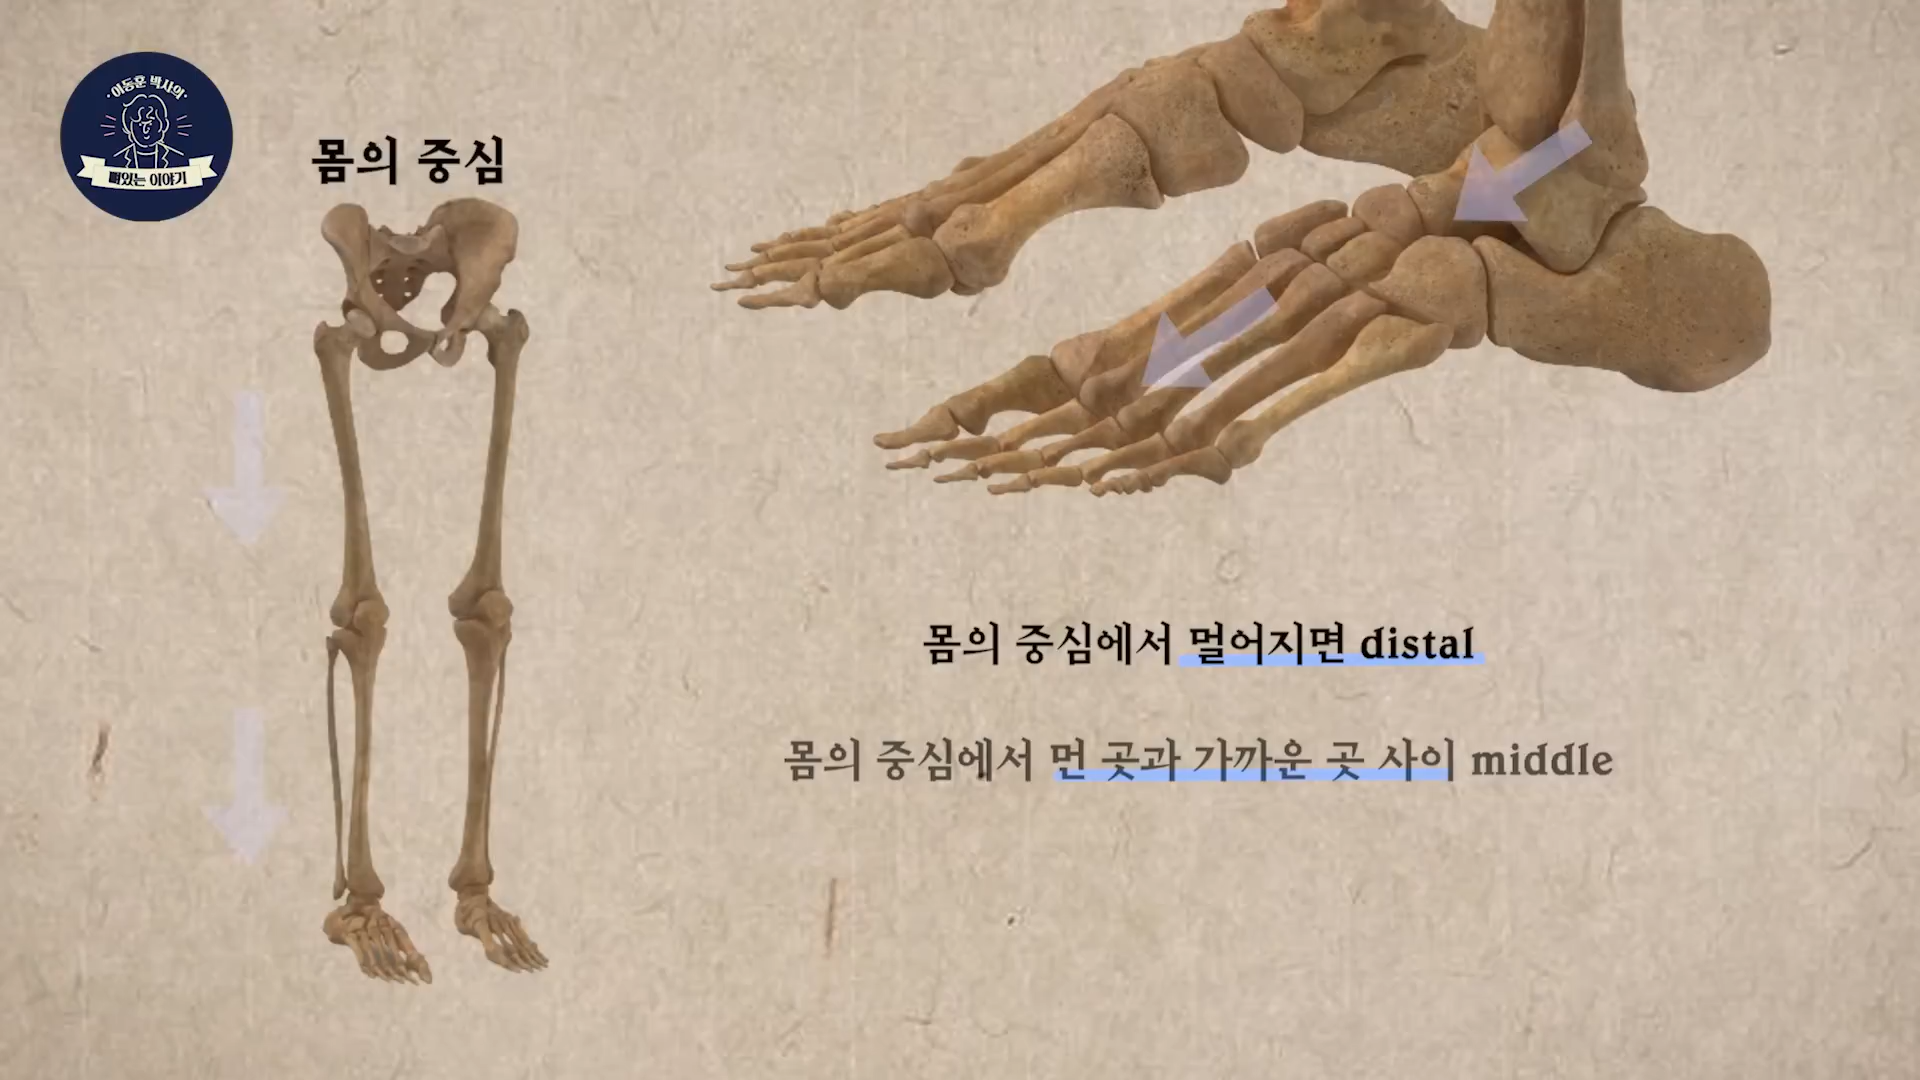 이동훈 박사의
뼈있는 이야기
몸의 중심
몸의 중심에서 멀어지면 distal
몸의 중심에서 먼 곳과 가까운 곳 사이 middle